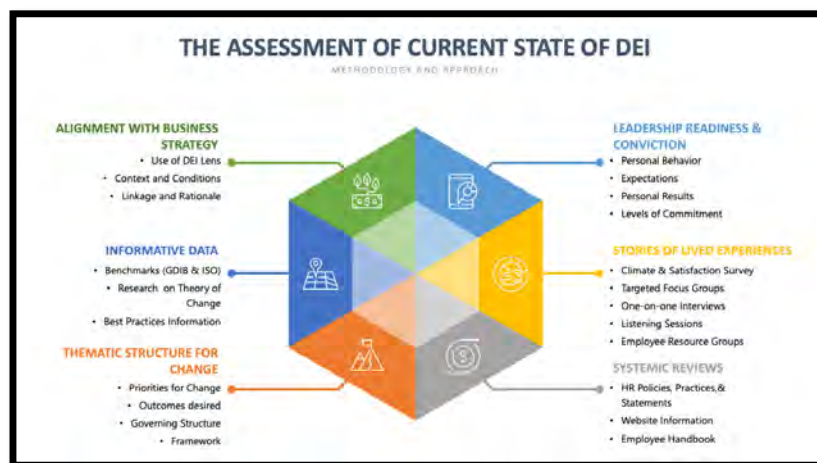 THE ASSESSMENT OF CURRENT STATE OF DEI
METHODOLOGY AND APPROACH
ALIGNMENT WITH BUSINESS
STRATEGY
• Use of DEI Lens
• Context and Conditions
• Linkage and Rationale
INFORMATIVE DATA
• Benchmarks (GDIB & ISO)
• Research on Theory of
Change
• Best Practices Information
THEMATIC STRUCTURE FOR
CHANGE
• Priorities for Change
• Outcomes desired
• Governing Structure
• Framework
LEADERSHIP READINESS &
CONVICTION
• Personal Behavior
• Expectations
• Personal Results
• Levels of Commitment
STORIES OF LIVED EXPERIENCES
• Climate & Satisfaction Survey
• Targeted Focus Groups
• One-on-one Interviews
• Listening Sessions
• Employee Resource Groups
SYSTEMIC REVIEWS
• HR Policies, Practices,&
Statements
• Website Information
• Employee Handbook